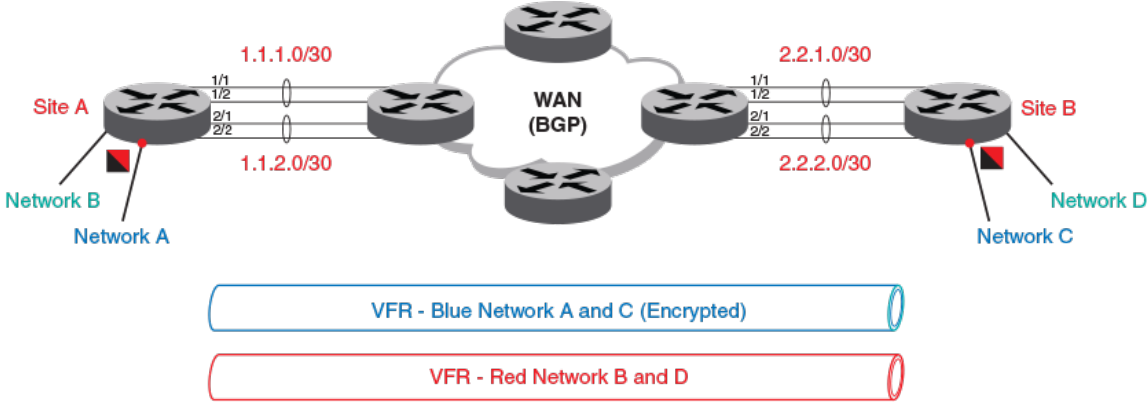 1.1.1.0/30
2.2.1.0/30
1/1
1/2
2/1
2/2
Site A
WAN
(BGP)
1/1
1/2
2/1
2/2
Site B
1.1.2.0/30
2.2.2.0/30
Network B
Network A
Network D
Network C
VFR - Blue Network A and C (Encrypted)
VFR - Red Network B and D